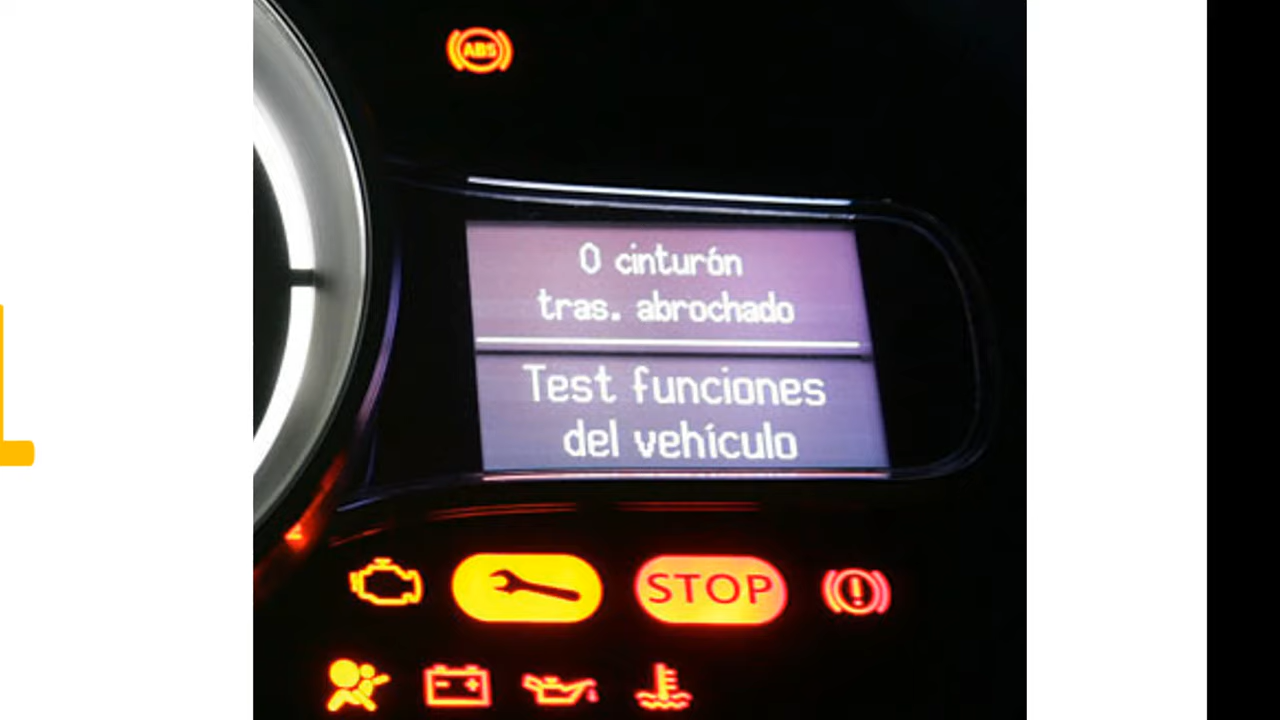 ABS
0 cinturón
tras. abrochado
Test funciones
del vehículo
STOP